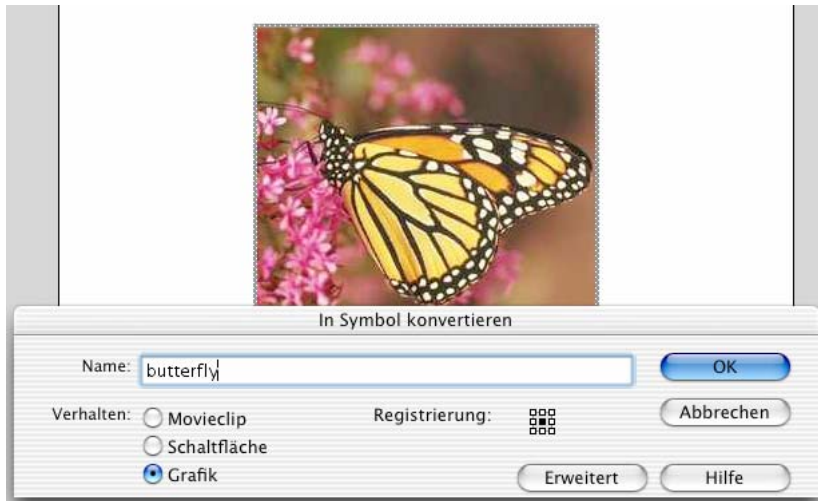 In Symbol konvertieren
Name: butterfly OK
Verhalten: Movieclip Registrierung: Abbrechen
Schaltfläche
Grafik Erweitert Hilfe